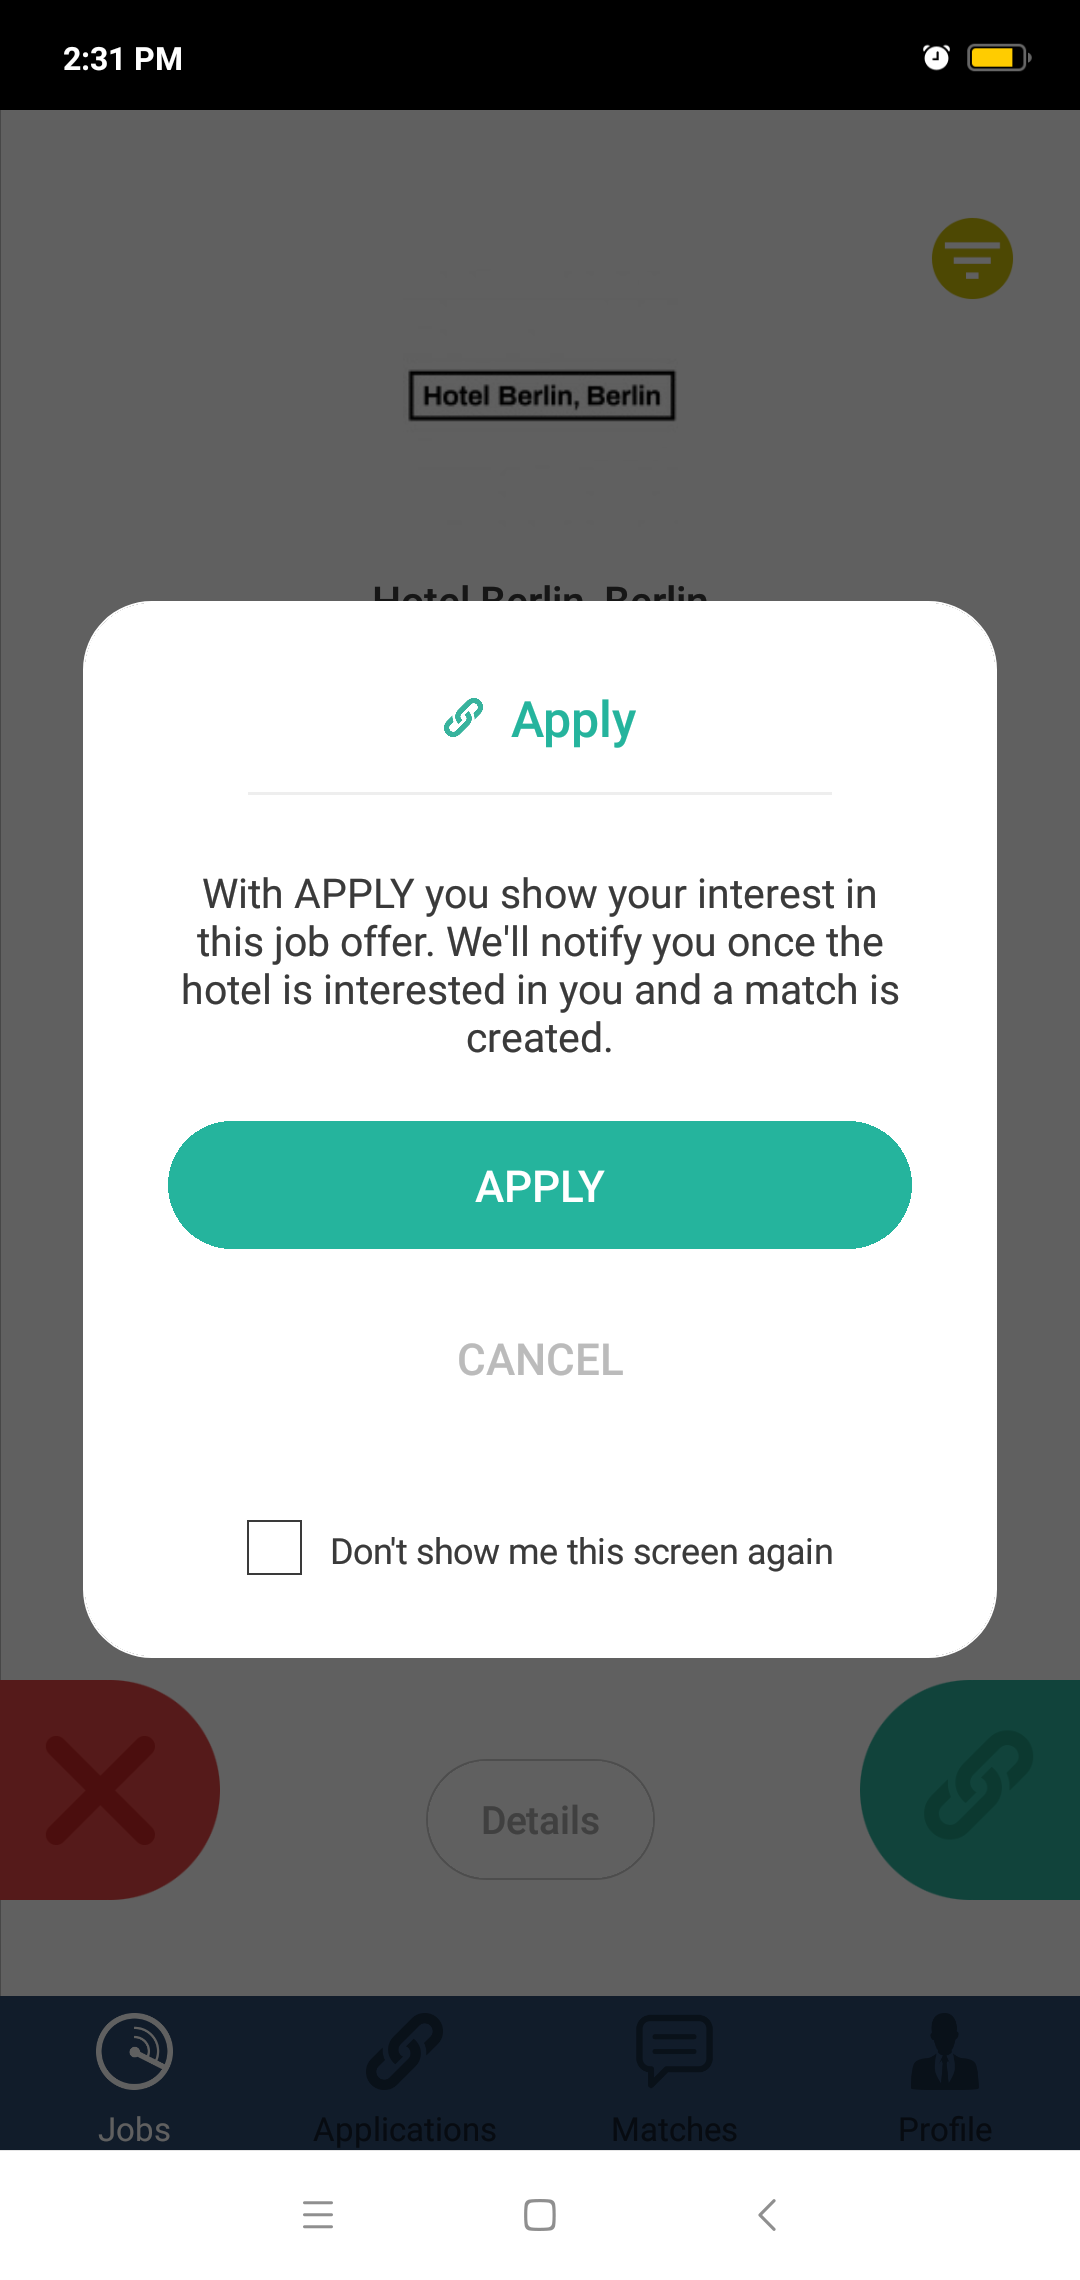 2:31 PM
Hotel Berlin, Berlin
Hotel Berlin, Berlin
Apply
With APPLY you show your interest in
this job offer. We'll notify you once the
hotel is interested in you and a match is
created.
APPLY
CANCEL
Don't show me this screen again
Details
Jobs
Applications
Matches
Profile